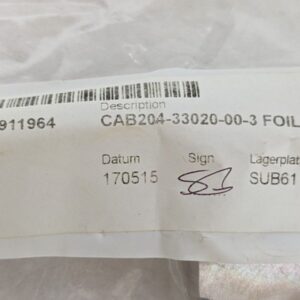 Description
911964 CAB204-33020-00-3 FOIL
Datum Sign Lagerplat
170515 SUB61